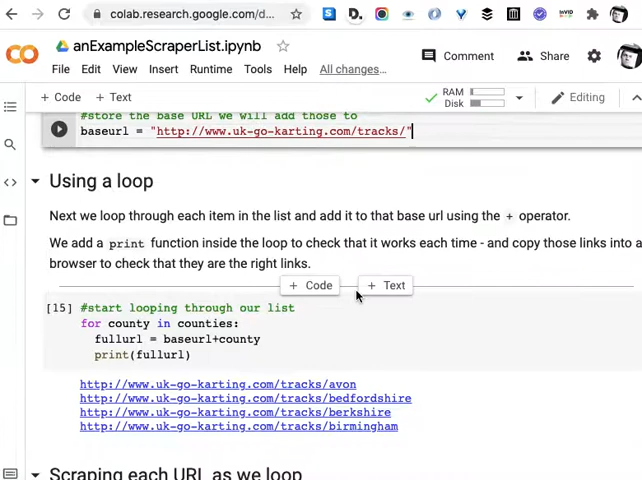 colab.research.google.com/d...
anExampleScraperList.ipynb
Comment
Share
File Edit View Insert Runtime Tools Help All changes...
+ Code + Text
RAM
Disk
Editing
#store the base URL we will add those to
baseurl = "http://www.uk-go-karting.com/tracks/"
Using a loop
Next we loop through each item in the list and add it to that base url using the + operator.
We add a print function inside the loop to check that it works each time - and copy those links into a
browser to check that they are the right links.
+ Code + Text
[15] #start looping through our list
for county in counties:
fullurl = baseurl+county
print(fullurl)
http://www.uk-go-karting.com/tracks/avon
http://www.uk-go-karting.com/tracks/bedfordshire
http://www.uk-go-karting.com/tracks/berkshire
http://www.uk-go-karting.com/tracks/birmingham
Scraping each URL as we loop